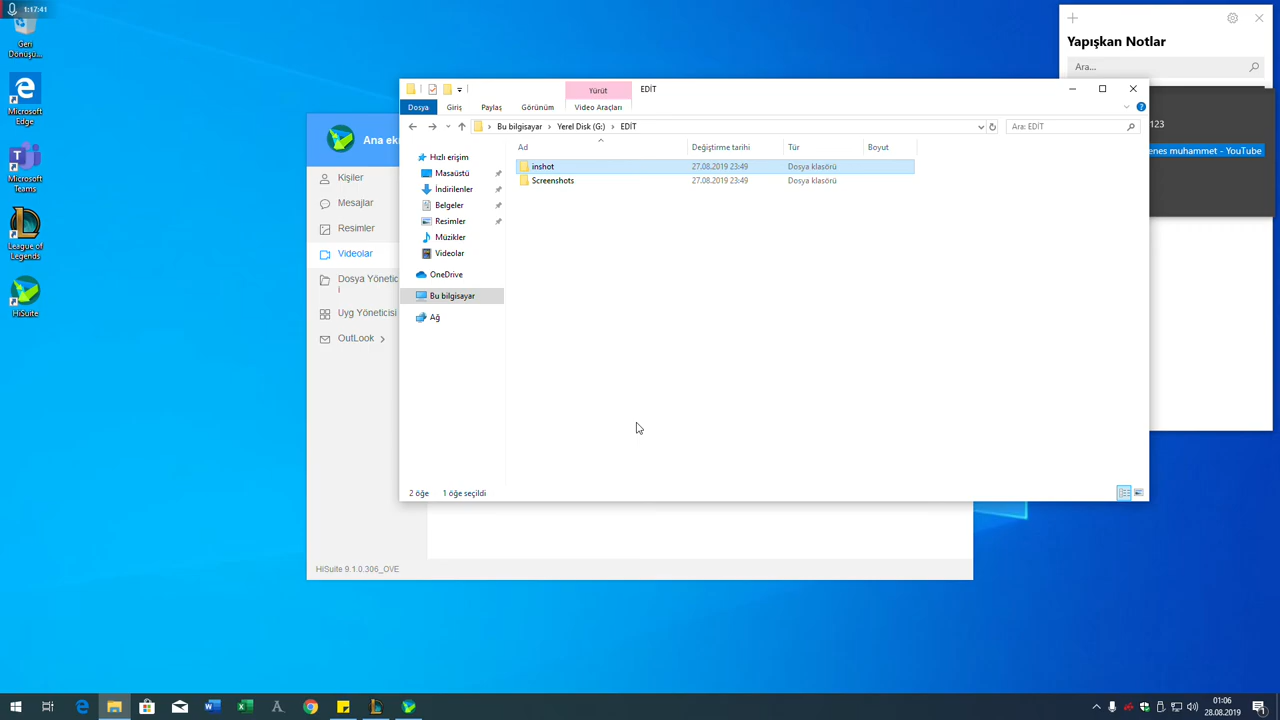 1:17:41
Geri
Dönüşü...
Microsoft
Edge
Microsoft
Teams
League of
Legends
HiSuite
Yapışkan Notlar
Ara...
123
enes muhammet - YouTube
Ana ek
Kişiler
Mesajlar
Resimler
Videolar
Dosya Yönetic
i
Uyg Yöneticisi
OutLook
HiSuite 9.1.0.306_OVE
Yürüt
EDİT
Dosya
Giriş
Paylaş
Görünüm
Video Araçları
Bu bilgisayar > Yerel Disk (G:) > EDİT
Ara: EDİT
Ad
Değiştirme tarihi
Tür
Boyut
Hızlı erişim
Masaüstü
İndirilenler
Belgeler
Resimler
Müzikler
Videolar
OneDrive
Bu bilgisayar
Ağ
inshot
27.08.2019 23:49
Dosya klasörü
Screenshots
27.08.2019 23:49
Dosya klasörü
2 öğe
1 öğe seçildi
01:06
28.08.2019